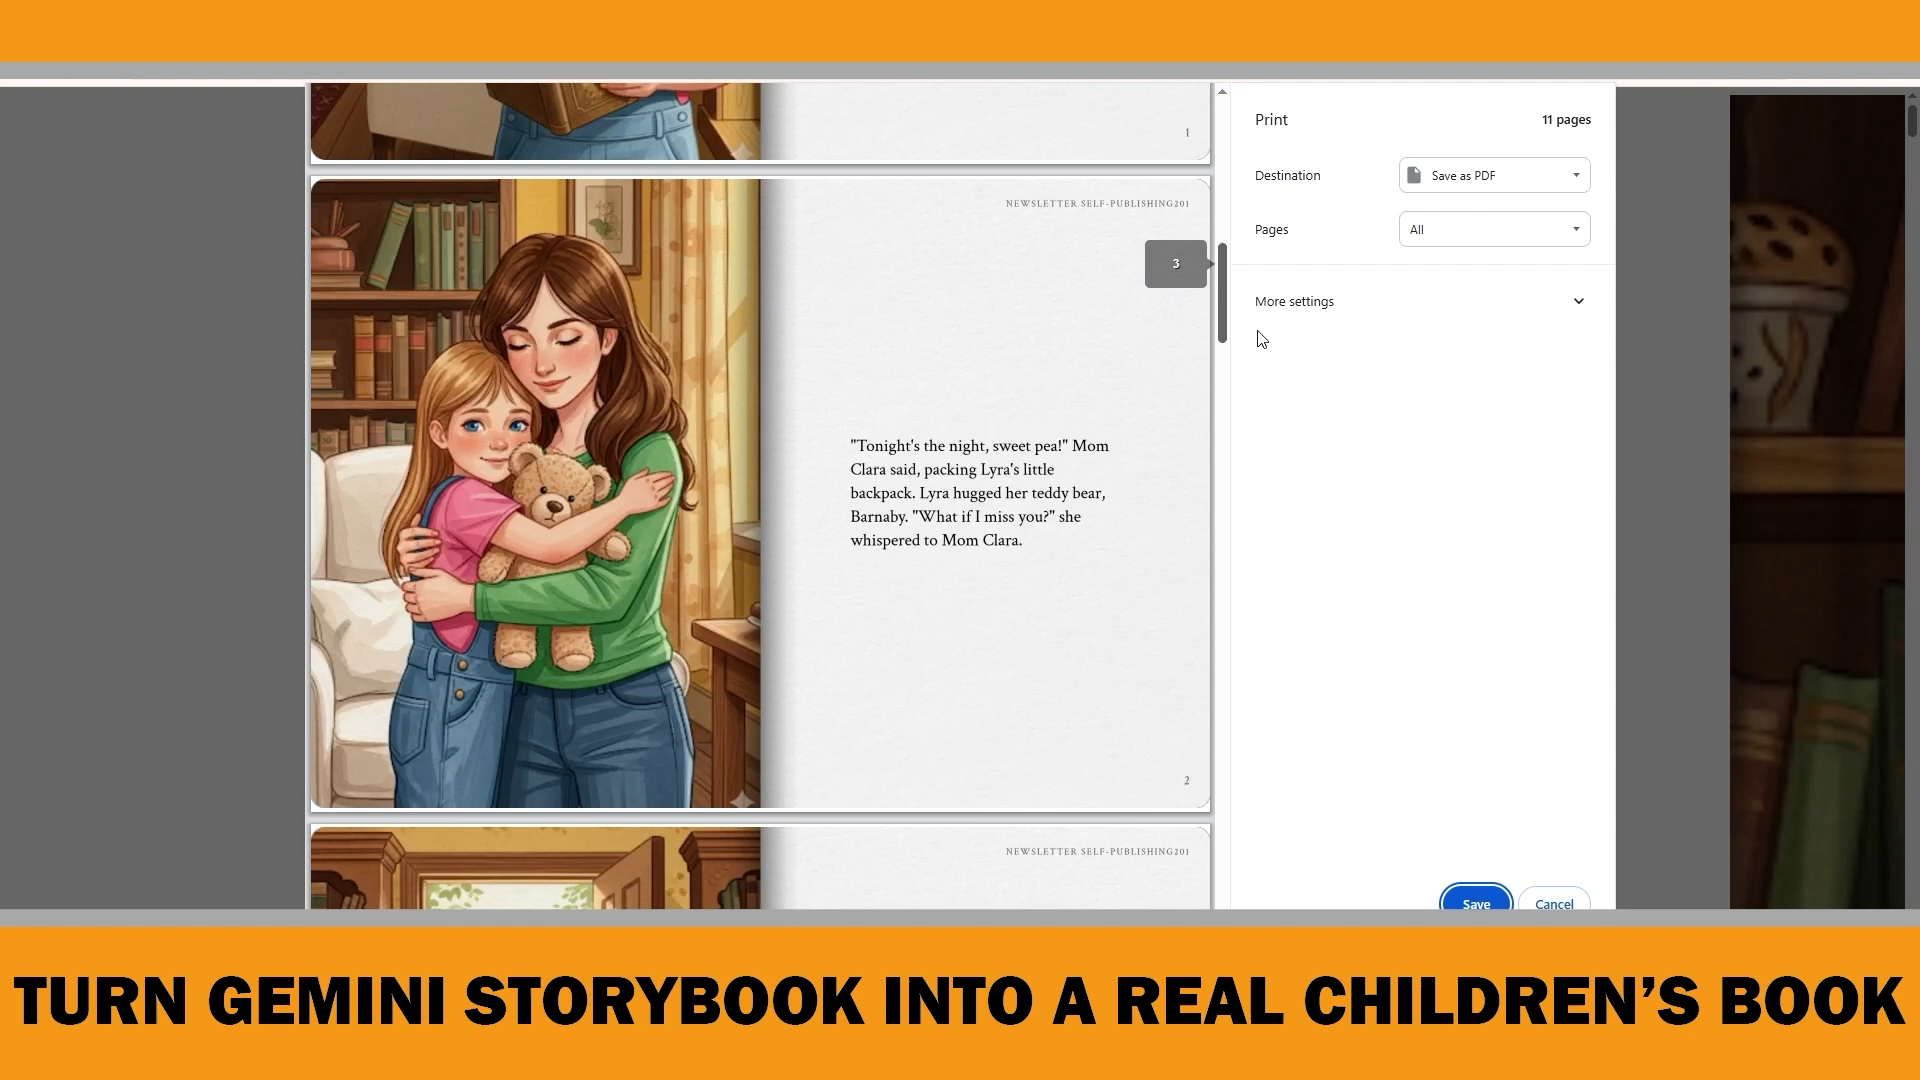 1
Print
11 pages
Destination
Save as PDF
Pages
All
More settings
NEWSLETTER SELF-PUBLISHING201
3
"Tonight's the night, sweet pea!" Mom
Clara said, packing Lyra's little
backpack. Lyra hugged her teddy bear,
Barnaby. "What if I miss you?" she
whispered to Mom Clara.
2
NEWSLETTER SELF-PUBLISHING201
Save
Cancel
TURN GEMINI STORYBOOK INTO A REAL CHILDREN’S BOOK